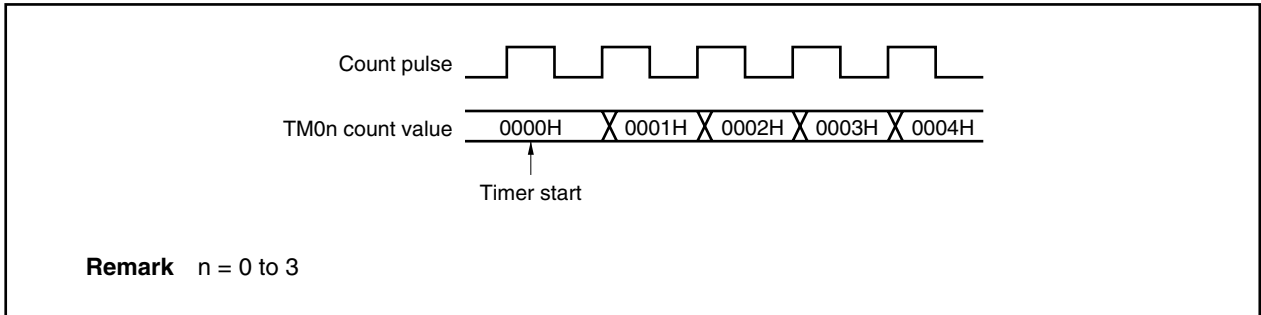 Count pulse
TM0n count value 0000H 0001H 0002H 0003H 0004H
Timer start
Remark n = 0 to 3